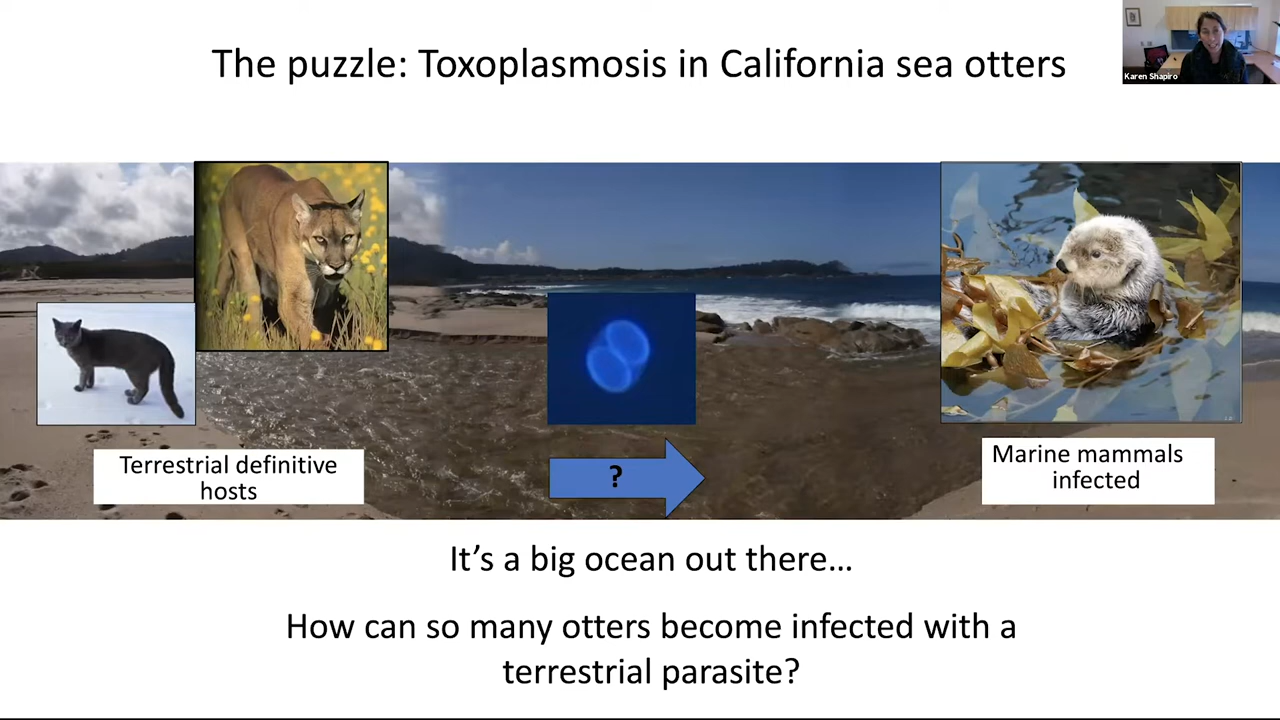 The puzzle: Toxoplasmosis in California sea otters
Karen Shapiro
Terrestrial definitive
hosts
?
Marine mammals
infected
It’s a big ocean out there…
How can so many otters become infected with a
terrestrial parasite?